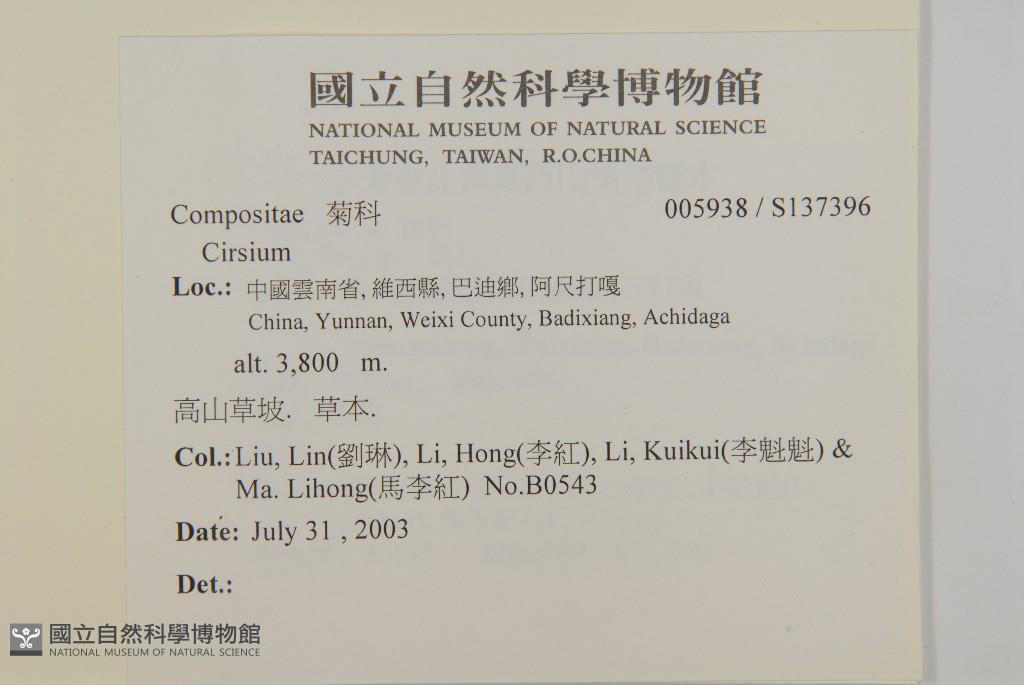 國立自然科學博物館
NATIONAL MUSEUM OF NATURAL SCIENCE
TAICHUNG, TAIWAN, R.O.CHINA
Compositae 菊科 005938 / S137396
Cirsium
Loc.: 中國雲南省, 維西縣, 巴迪鄉, 阿尺打嘎
China, Yunnan, Weixi County, Badixiang, Achidaga
alt. 3,800 m.
高山草坡. 草本.
Col.:Liu, Lin(劉琳), Li, Hong(李紅), Li, Kuikui(李魁魁) &
Ma. Lihong(馬李紅) No.B0543
Date: July 31 , 2003
Det.:
國立自然科學博物館
NATIONAL MUSEUM OF NATURAL SCIENCE